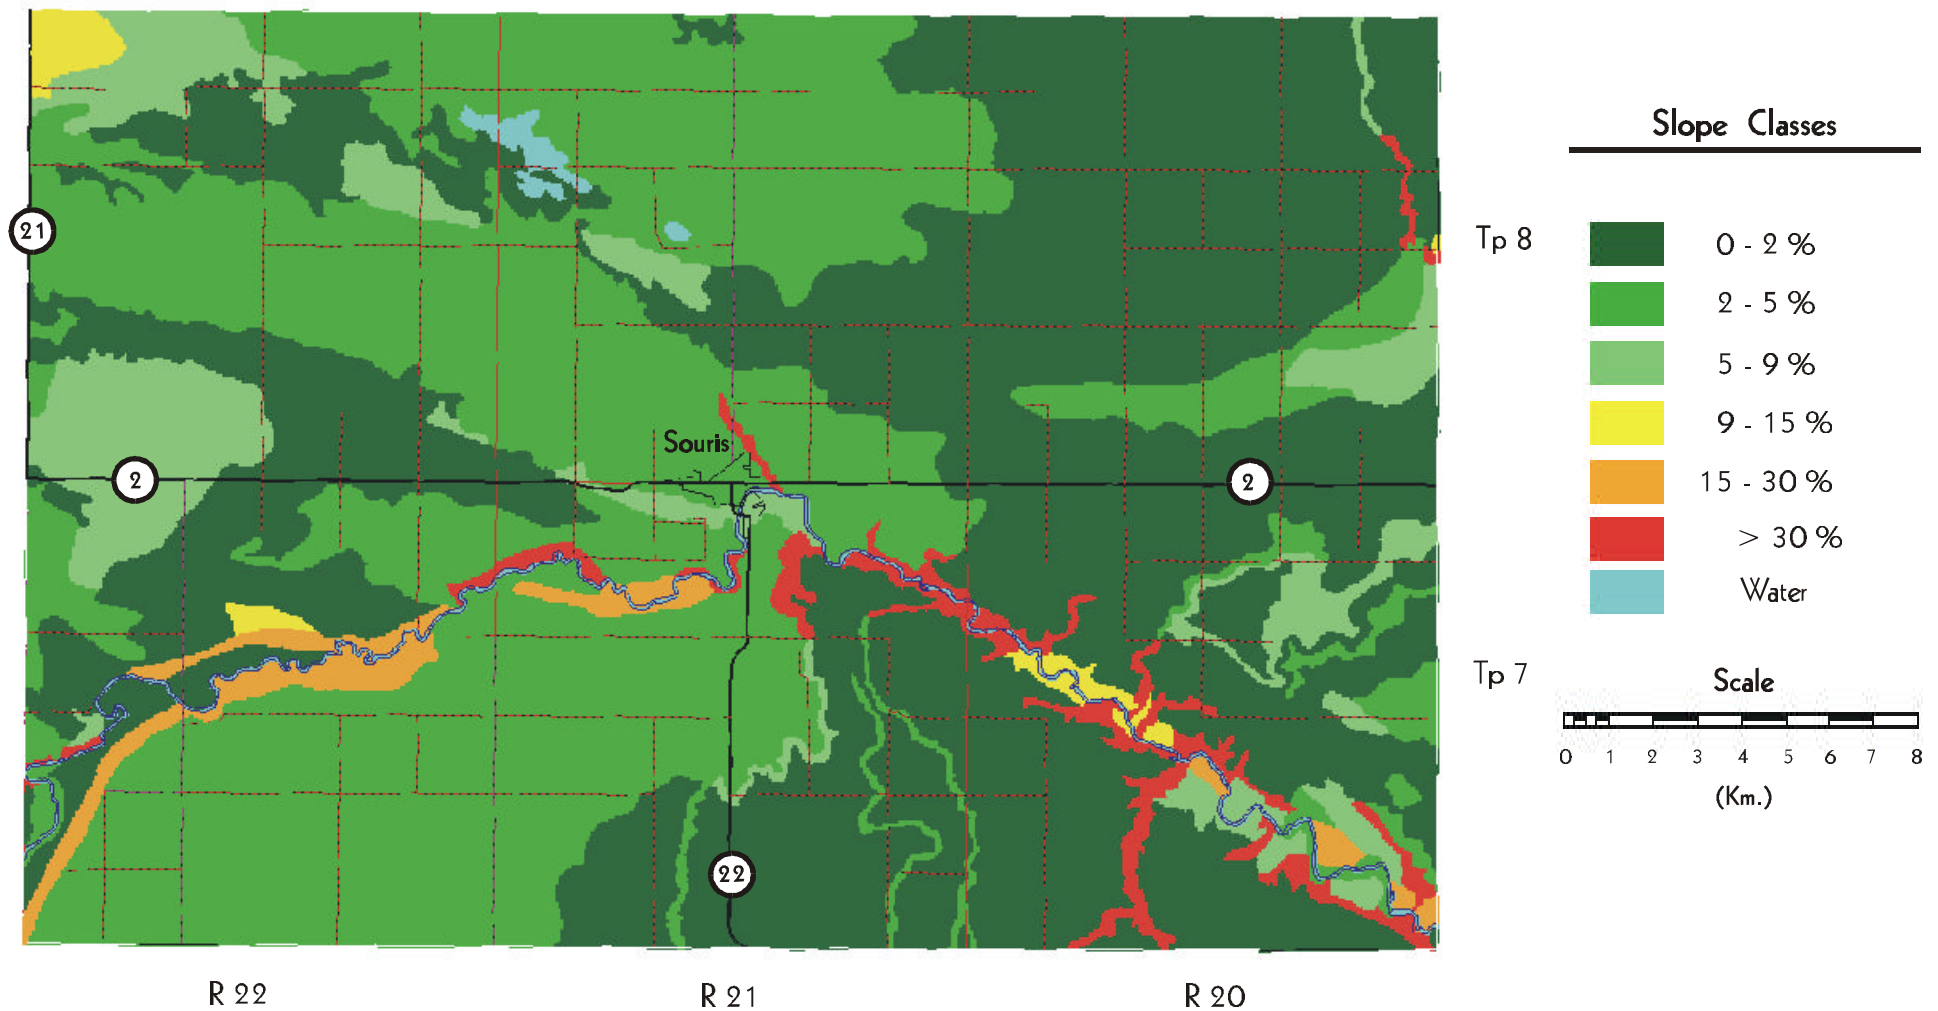 Slope Classes
21
Tp 8
0 - 2 %
2 - 5 %
5 - 9 %
9 - 15 %
Souris
2
2
15 - 30 %
> 30 %
Water
Tp 7
Scale
0 1 2 3 4 5 6 7 8
(Km.)
22
R 22
R 21
R 20